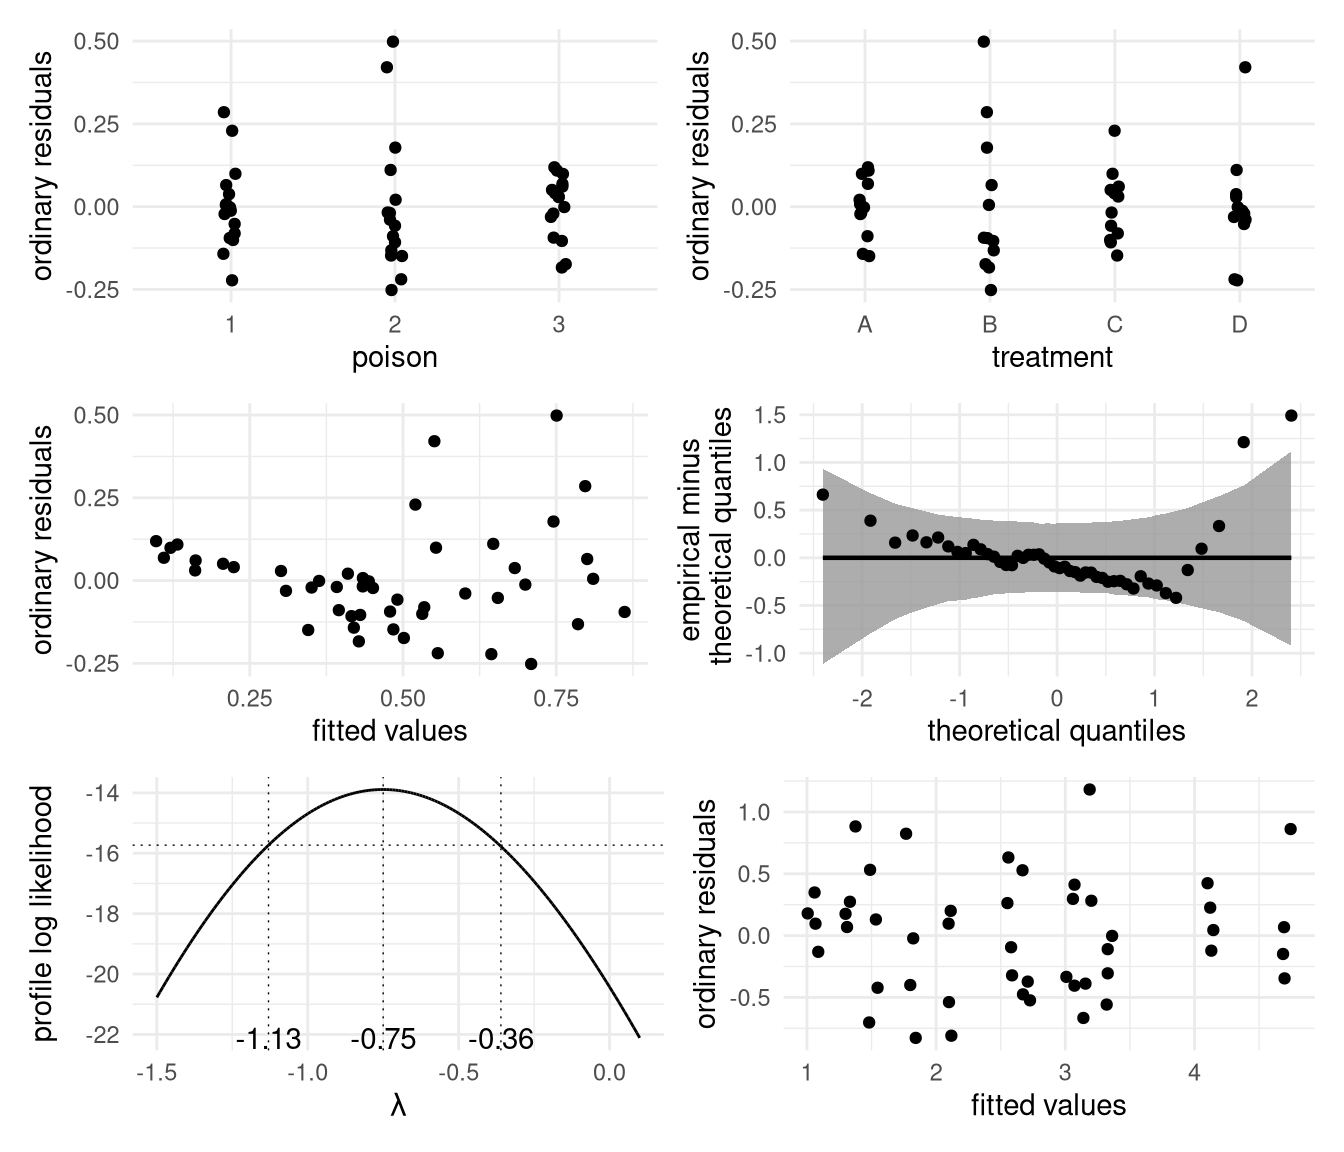 ordinary residuals
0.50
0.25
0.00
-0.25
1 2 3
poison
ordinary residuals
0.50
0.25
0.00
-0.25
A B C D
treatment
ordinary residuals
0.50
0.25
0.00
-0.25
0.25 0.50 0.75
fitted values
empirical minus
theoretical quantiles
1.5
1.0
0.5
0.0
-0.5
-1.0
-2 -1 0 1 2
theoretical quantiles
profile log likelihood
-14
-16
-18
-20
-22
-1.13 -0.75 -0.36
-1.5 -1.0 -0.5 0.0
λ
ordinary residuals
1.0
0.5
0.0
-0.5
1 2 3 4
fitted values